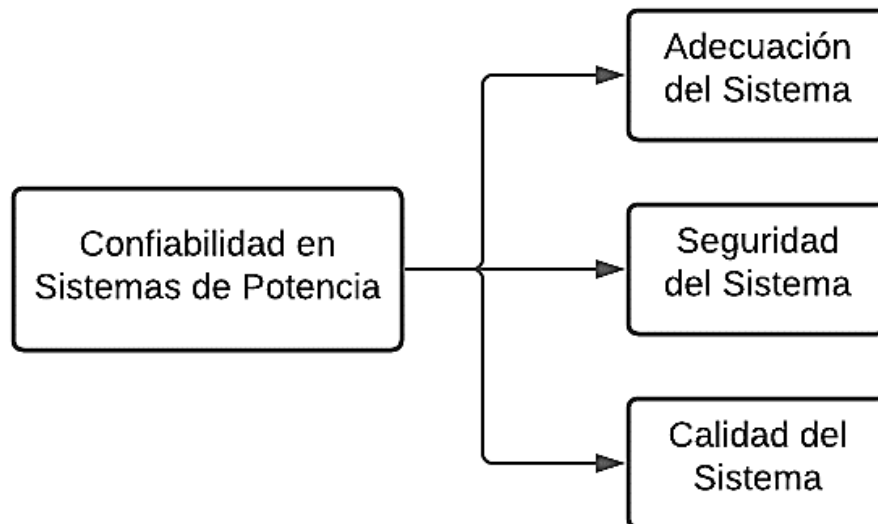 Adecuación
del Sistema
Confiabilidad en
Sistemas de Potencia
Seguridad
del Sistema
Calidad del
Sistema